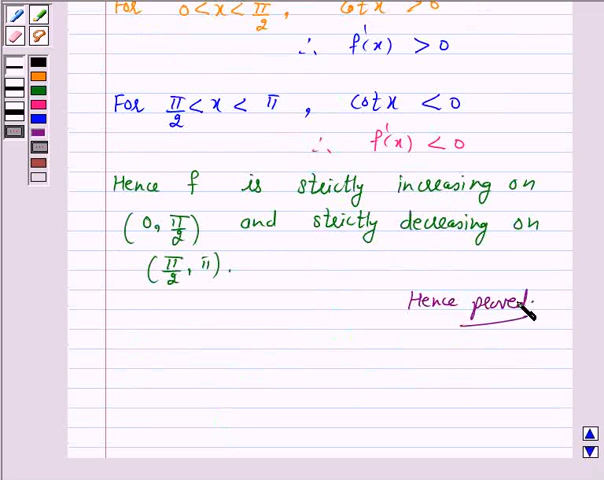 For 0 < x < π/2 , cot x > 0
∴ f'(x) > 0
For π/2 < x < π , cot x < 0
∴ f'(x) < 0
Hence f is strictly increasing on
(0, π/2) and strictly decreasing on
(π/2, π).
Hence proved.